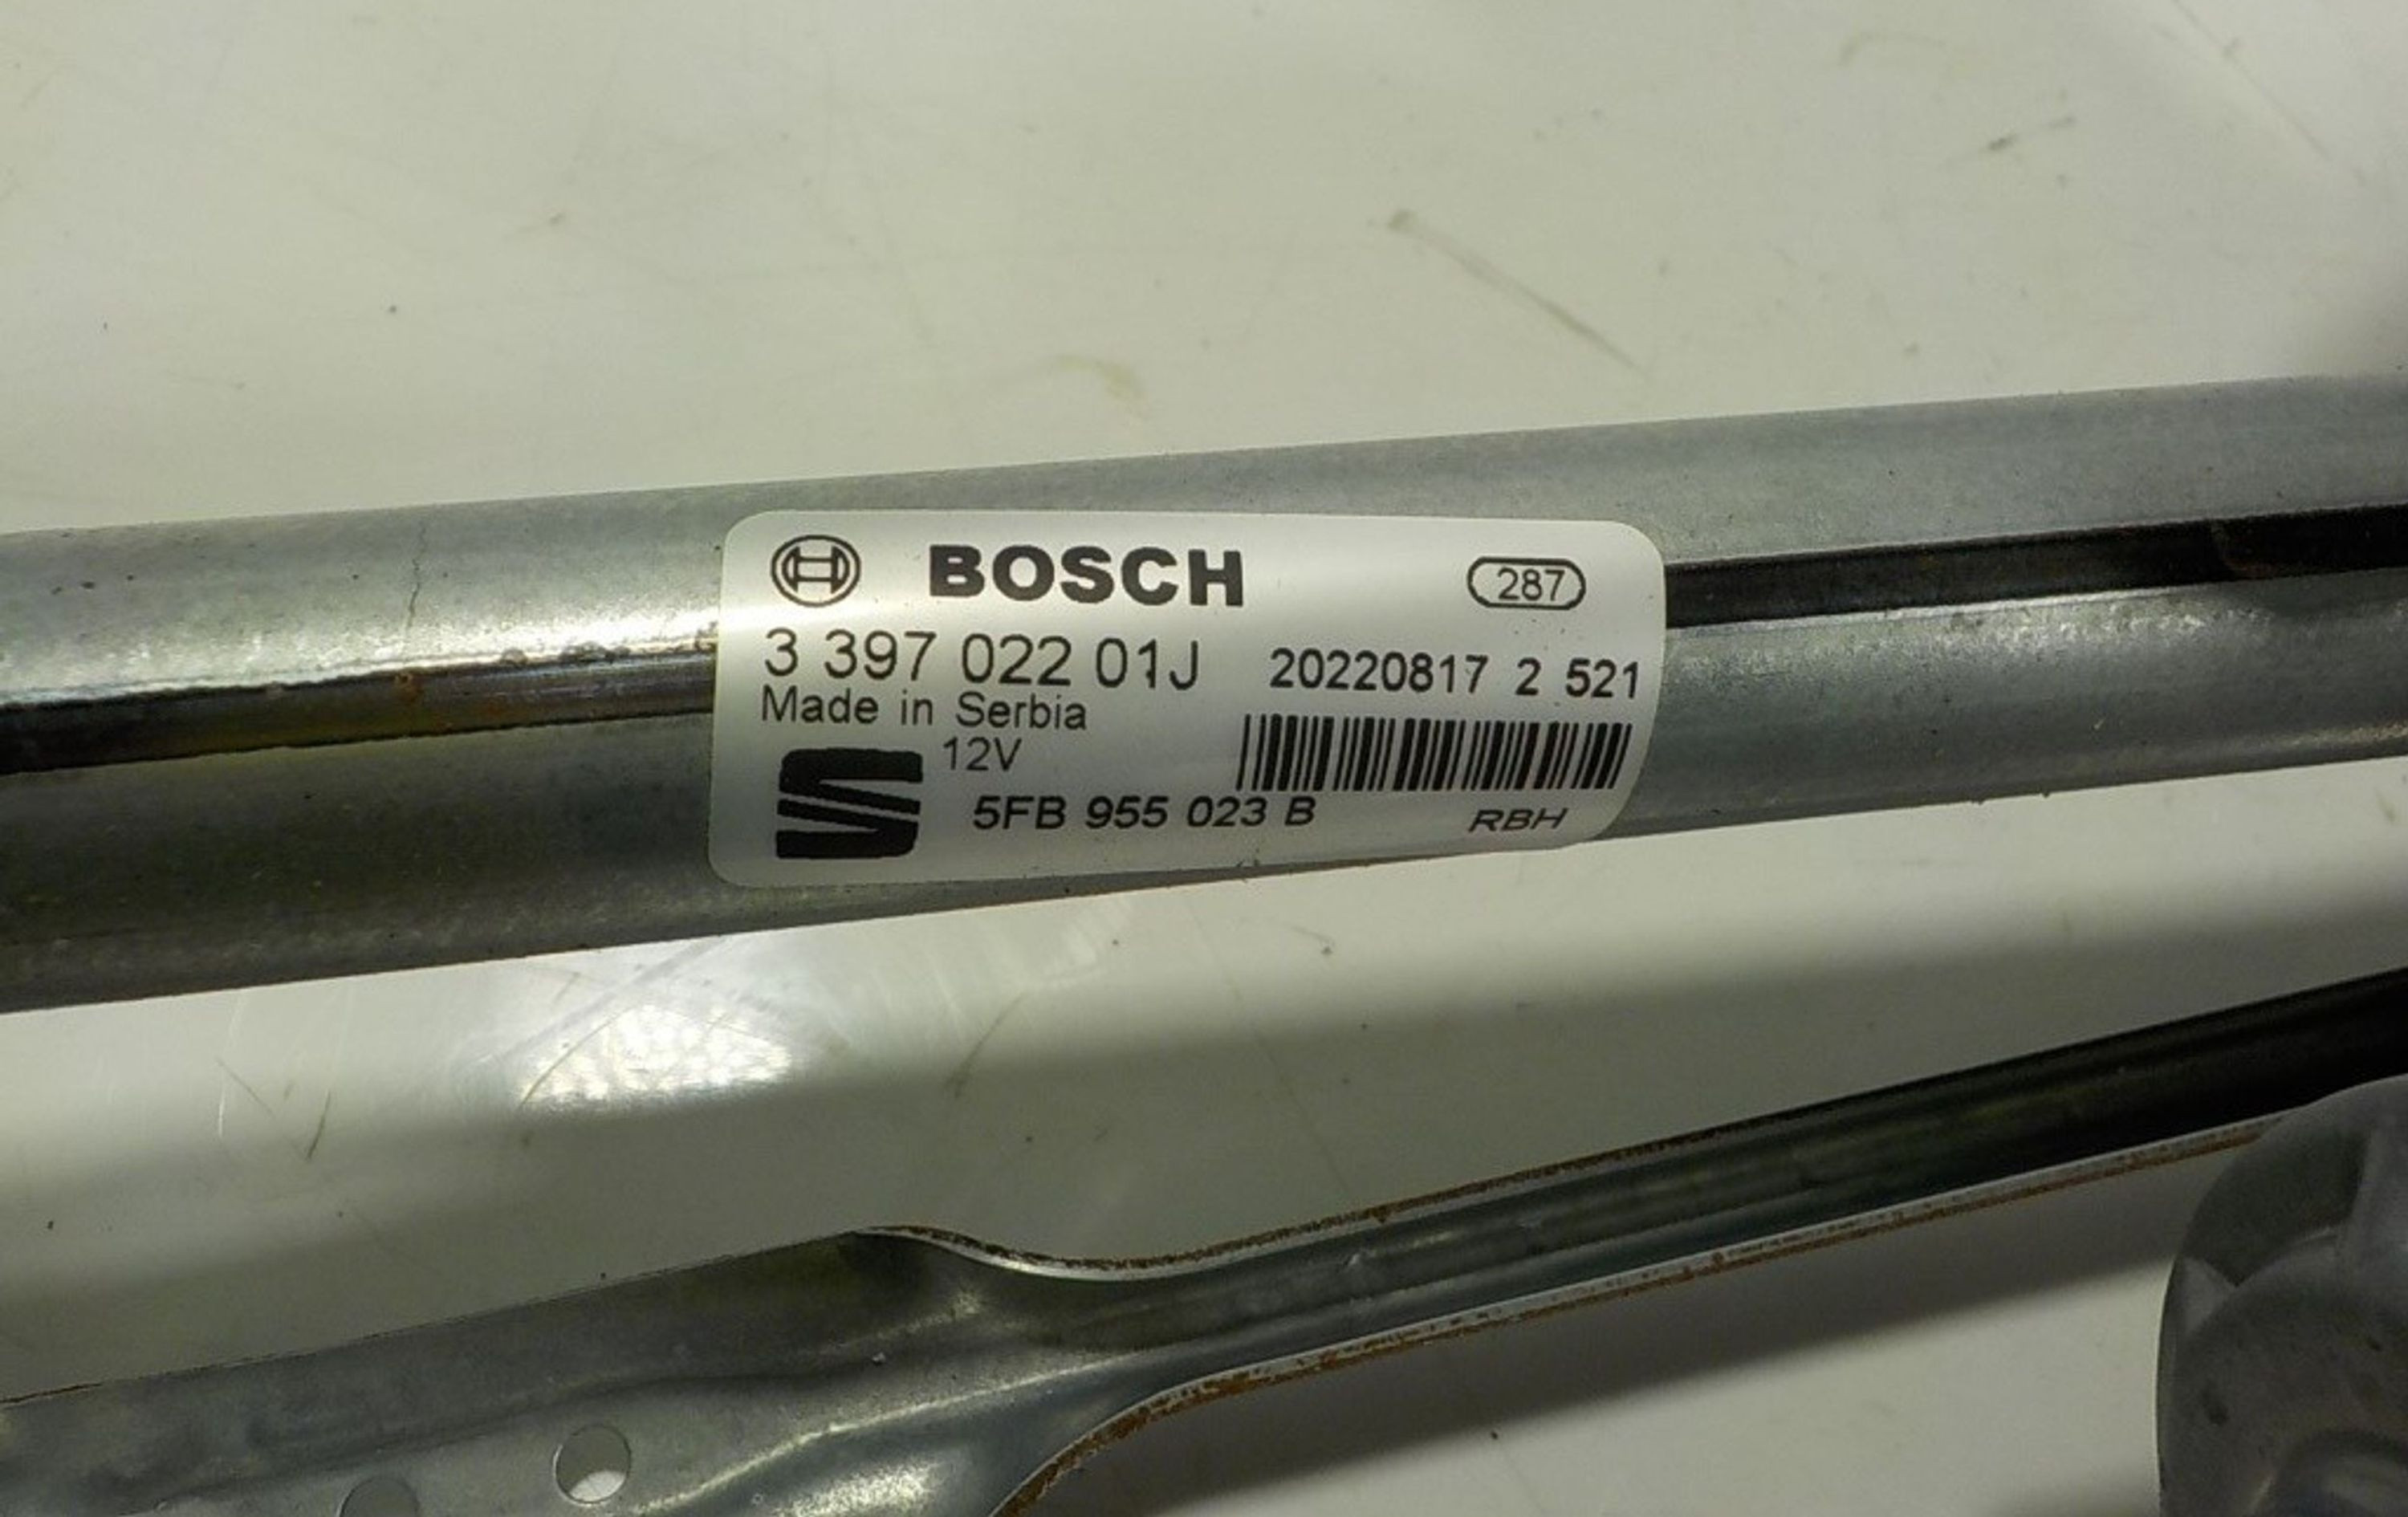 BOSCH 287
3 397 022 01J 20220817 2 521
Made in Serbia
12V
5FB 955 023 B RBH